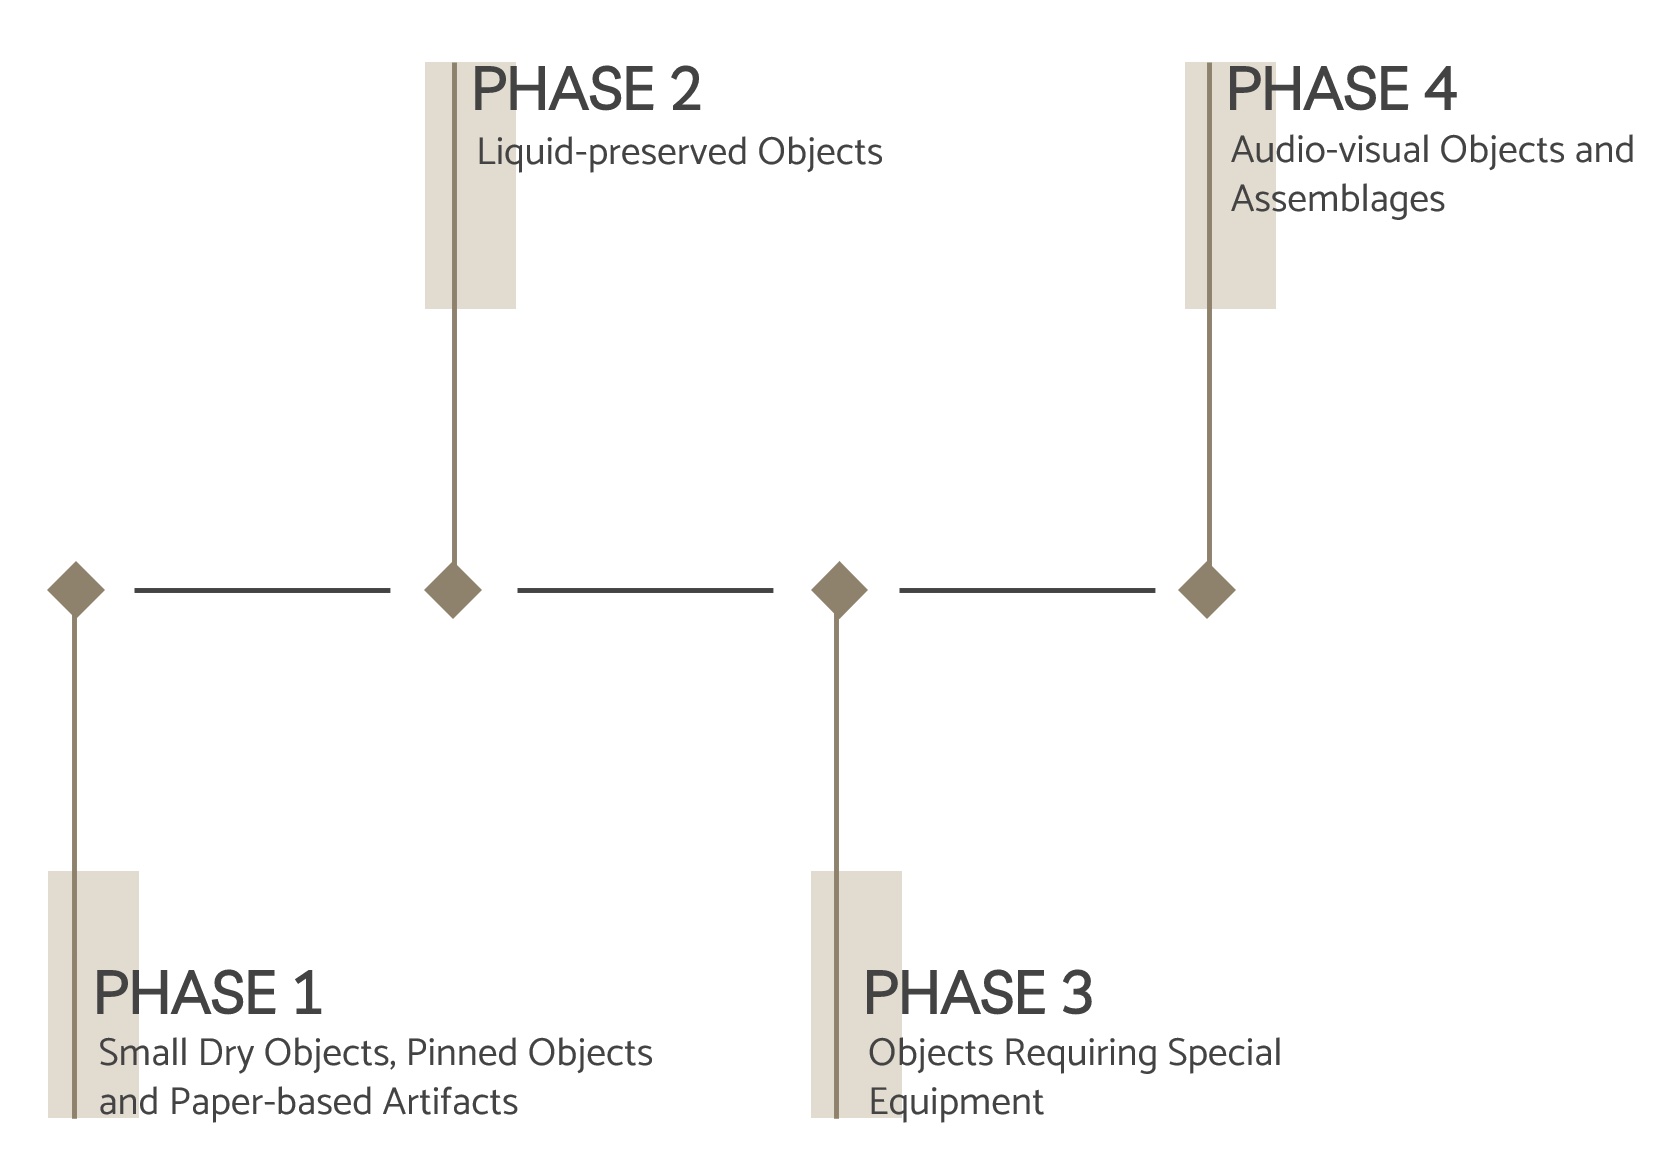 PHASE 2
Liquid-preserved Objects
PHASE 4
Audio-visual Objects and
Assemblages
PHASE 1
Small Dry Objects, Pinned Objects
and Paper-based Artifacts
PHASE 3
Objects Requiring Special
Equipment